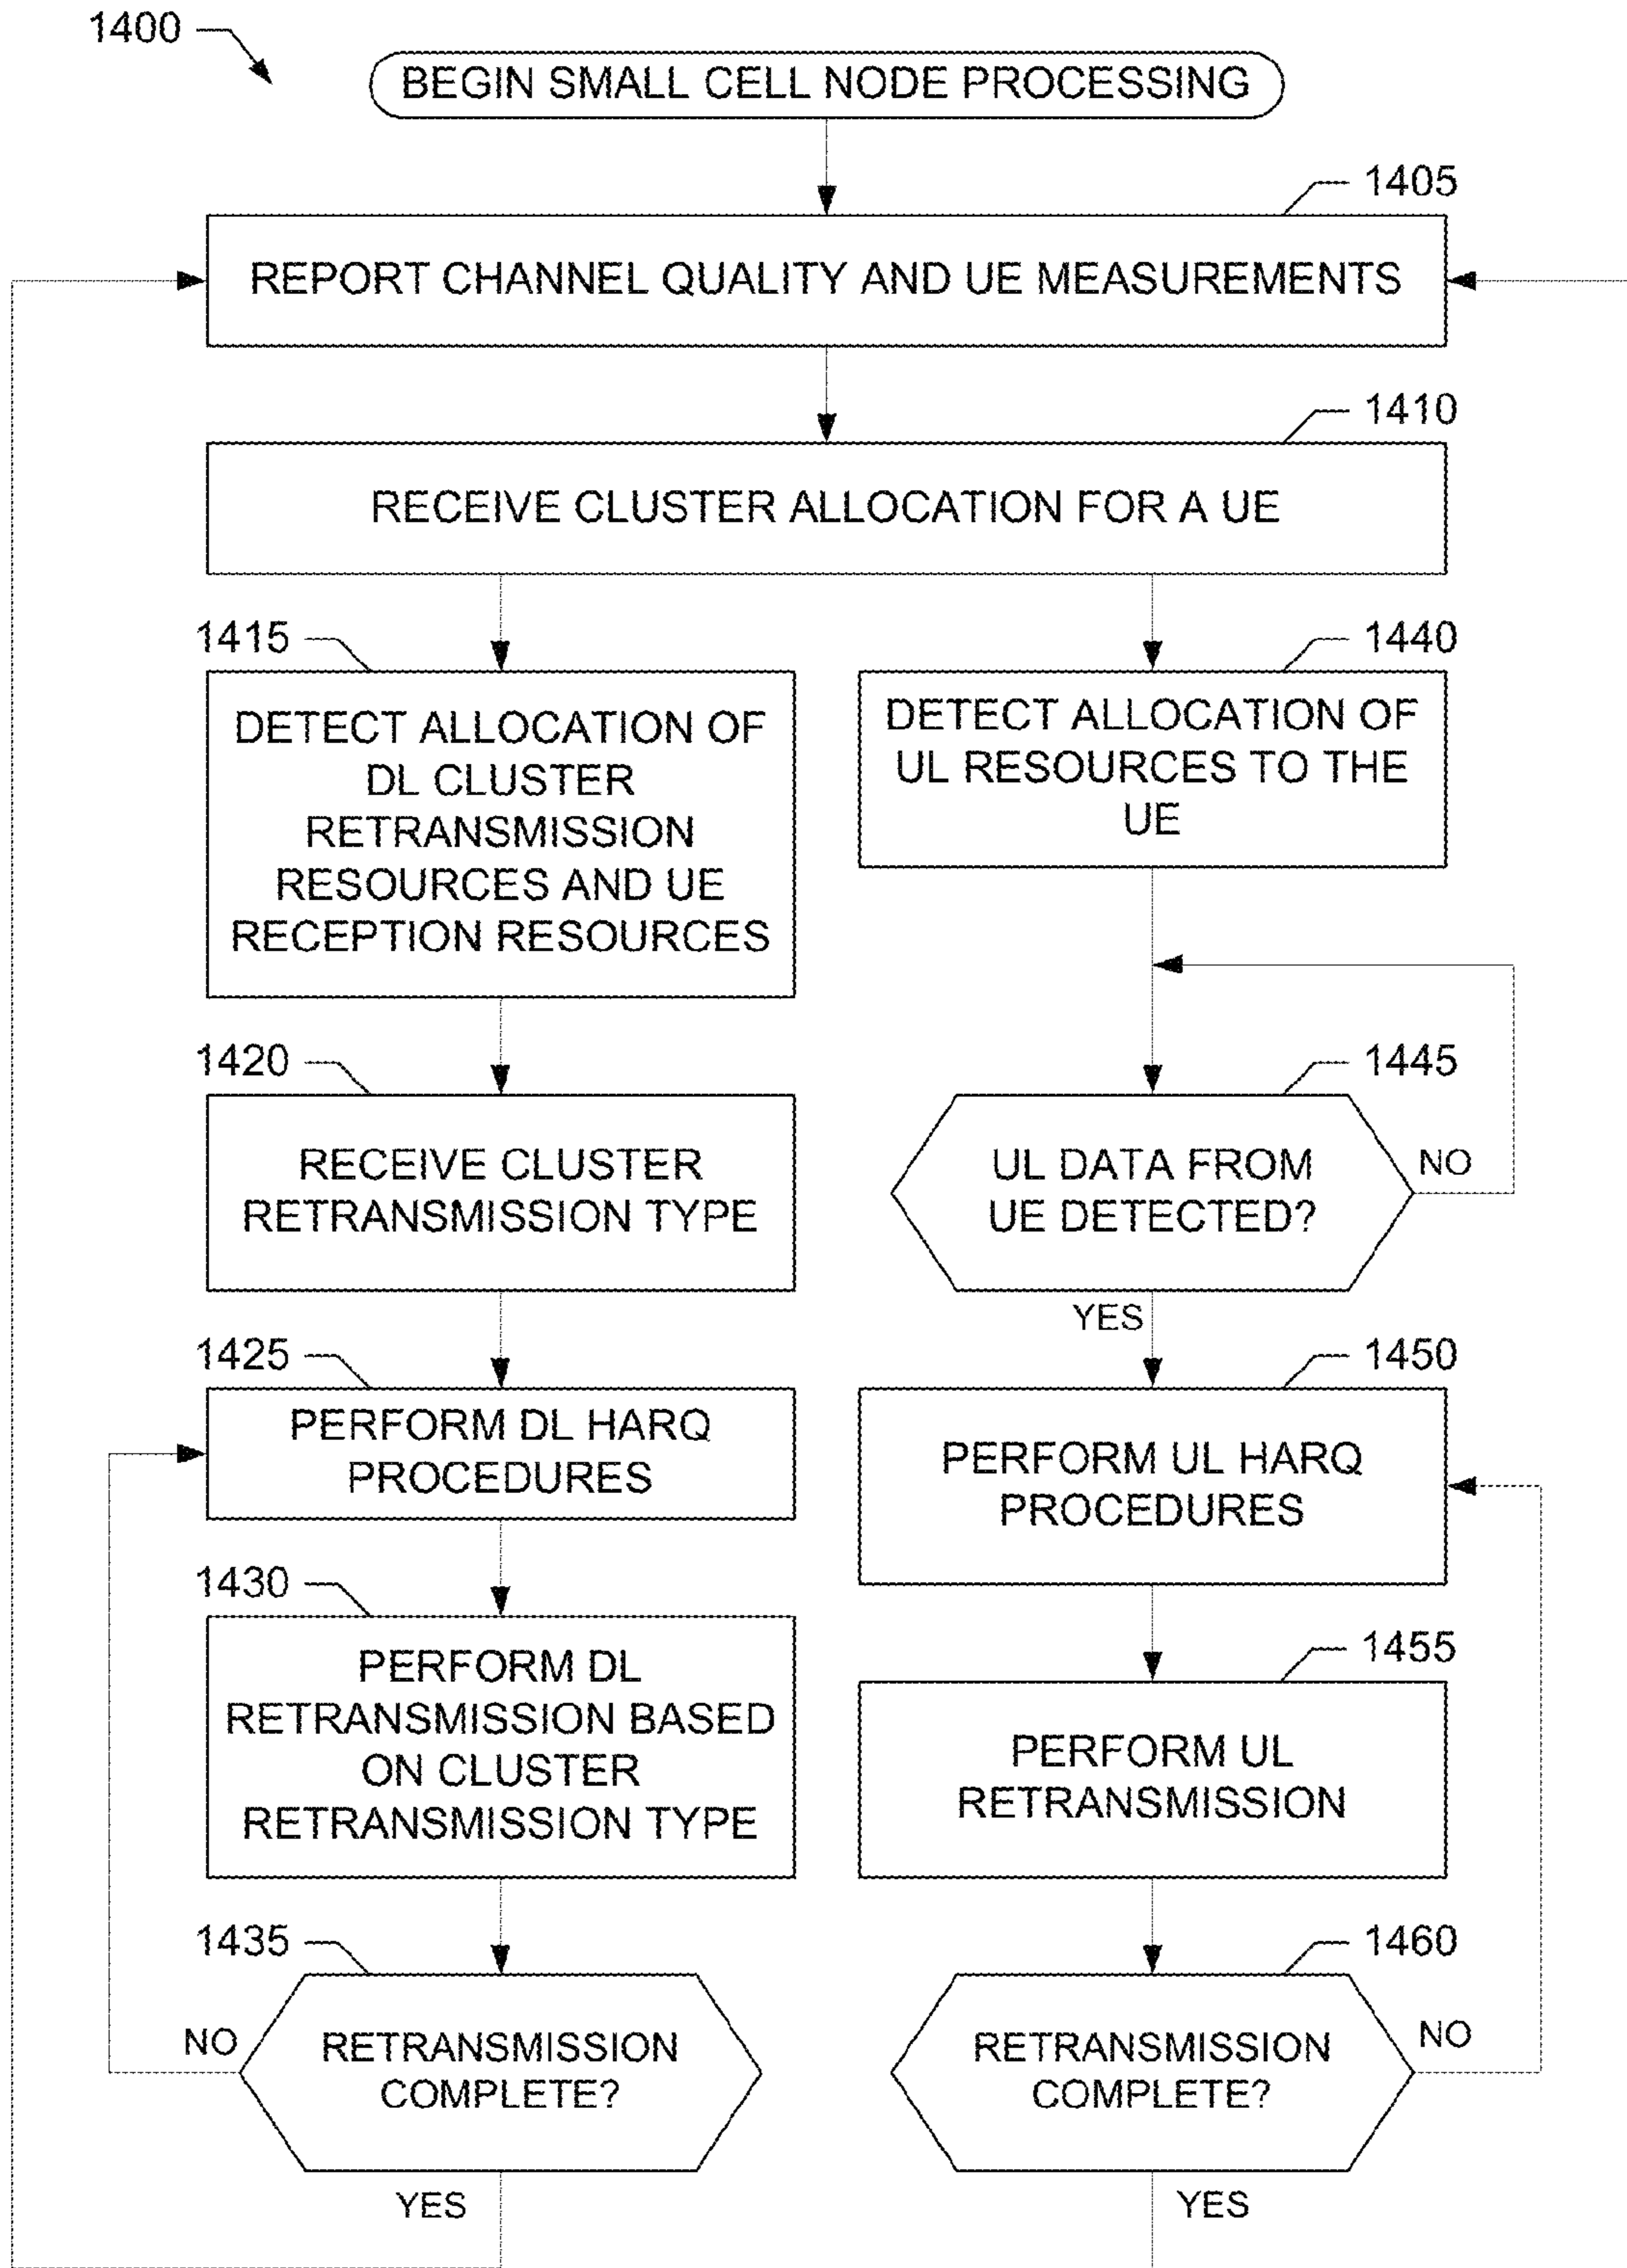 1400
BEGIN SMALL CELL NODE PROCESSING
1405
REPORT CHANNEL QUALITY AND UE MEASUREMENTS
1410
RECEIVE CLUSTER ALLOCATION FOR A UE
1415
DETECT ALLOCATION OF
DL CLUSTER
RETRANSMISSION
RESOURCES AND UE
RECEPTION RESOURCES
1420
RECEIVE CLUSTER
RETRANSMISSION TYPE
1425
PERFORM DL HARQ
PROCEDURES
1430
PERFORM DL
RETRANSMISSION BASED
ON CLUSTER
RETRANSMISSION TYPE
1435
RETRANSMISSION
COMPLETE?
NO
YES
1440
DETECT ALLOCATION OF
UL RESOURCES TO THE
UE
1445
UL DATA FROM
UE DETECTED?
NO
YES
1450
PERFORM UL HARQ
PROCEDURES
1455
PERFORM UL
RETRANSMISSION
1460
RETRANSMISSION
COMPLETE?
NO
YES